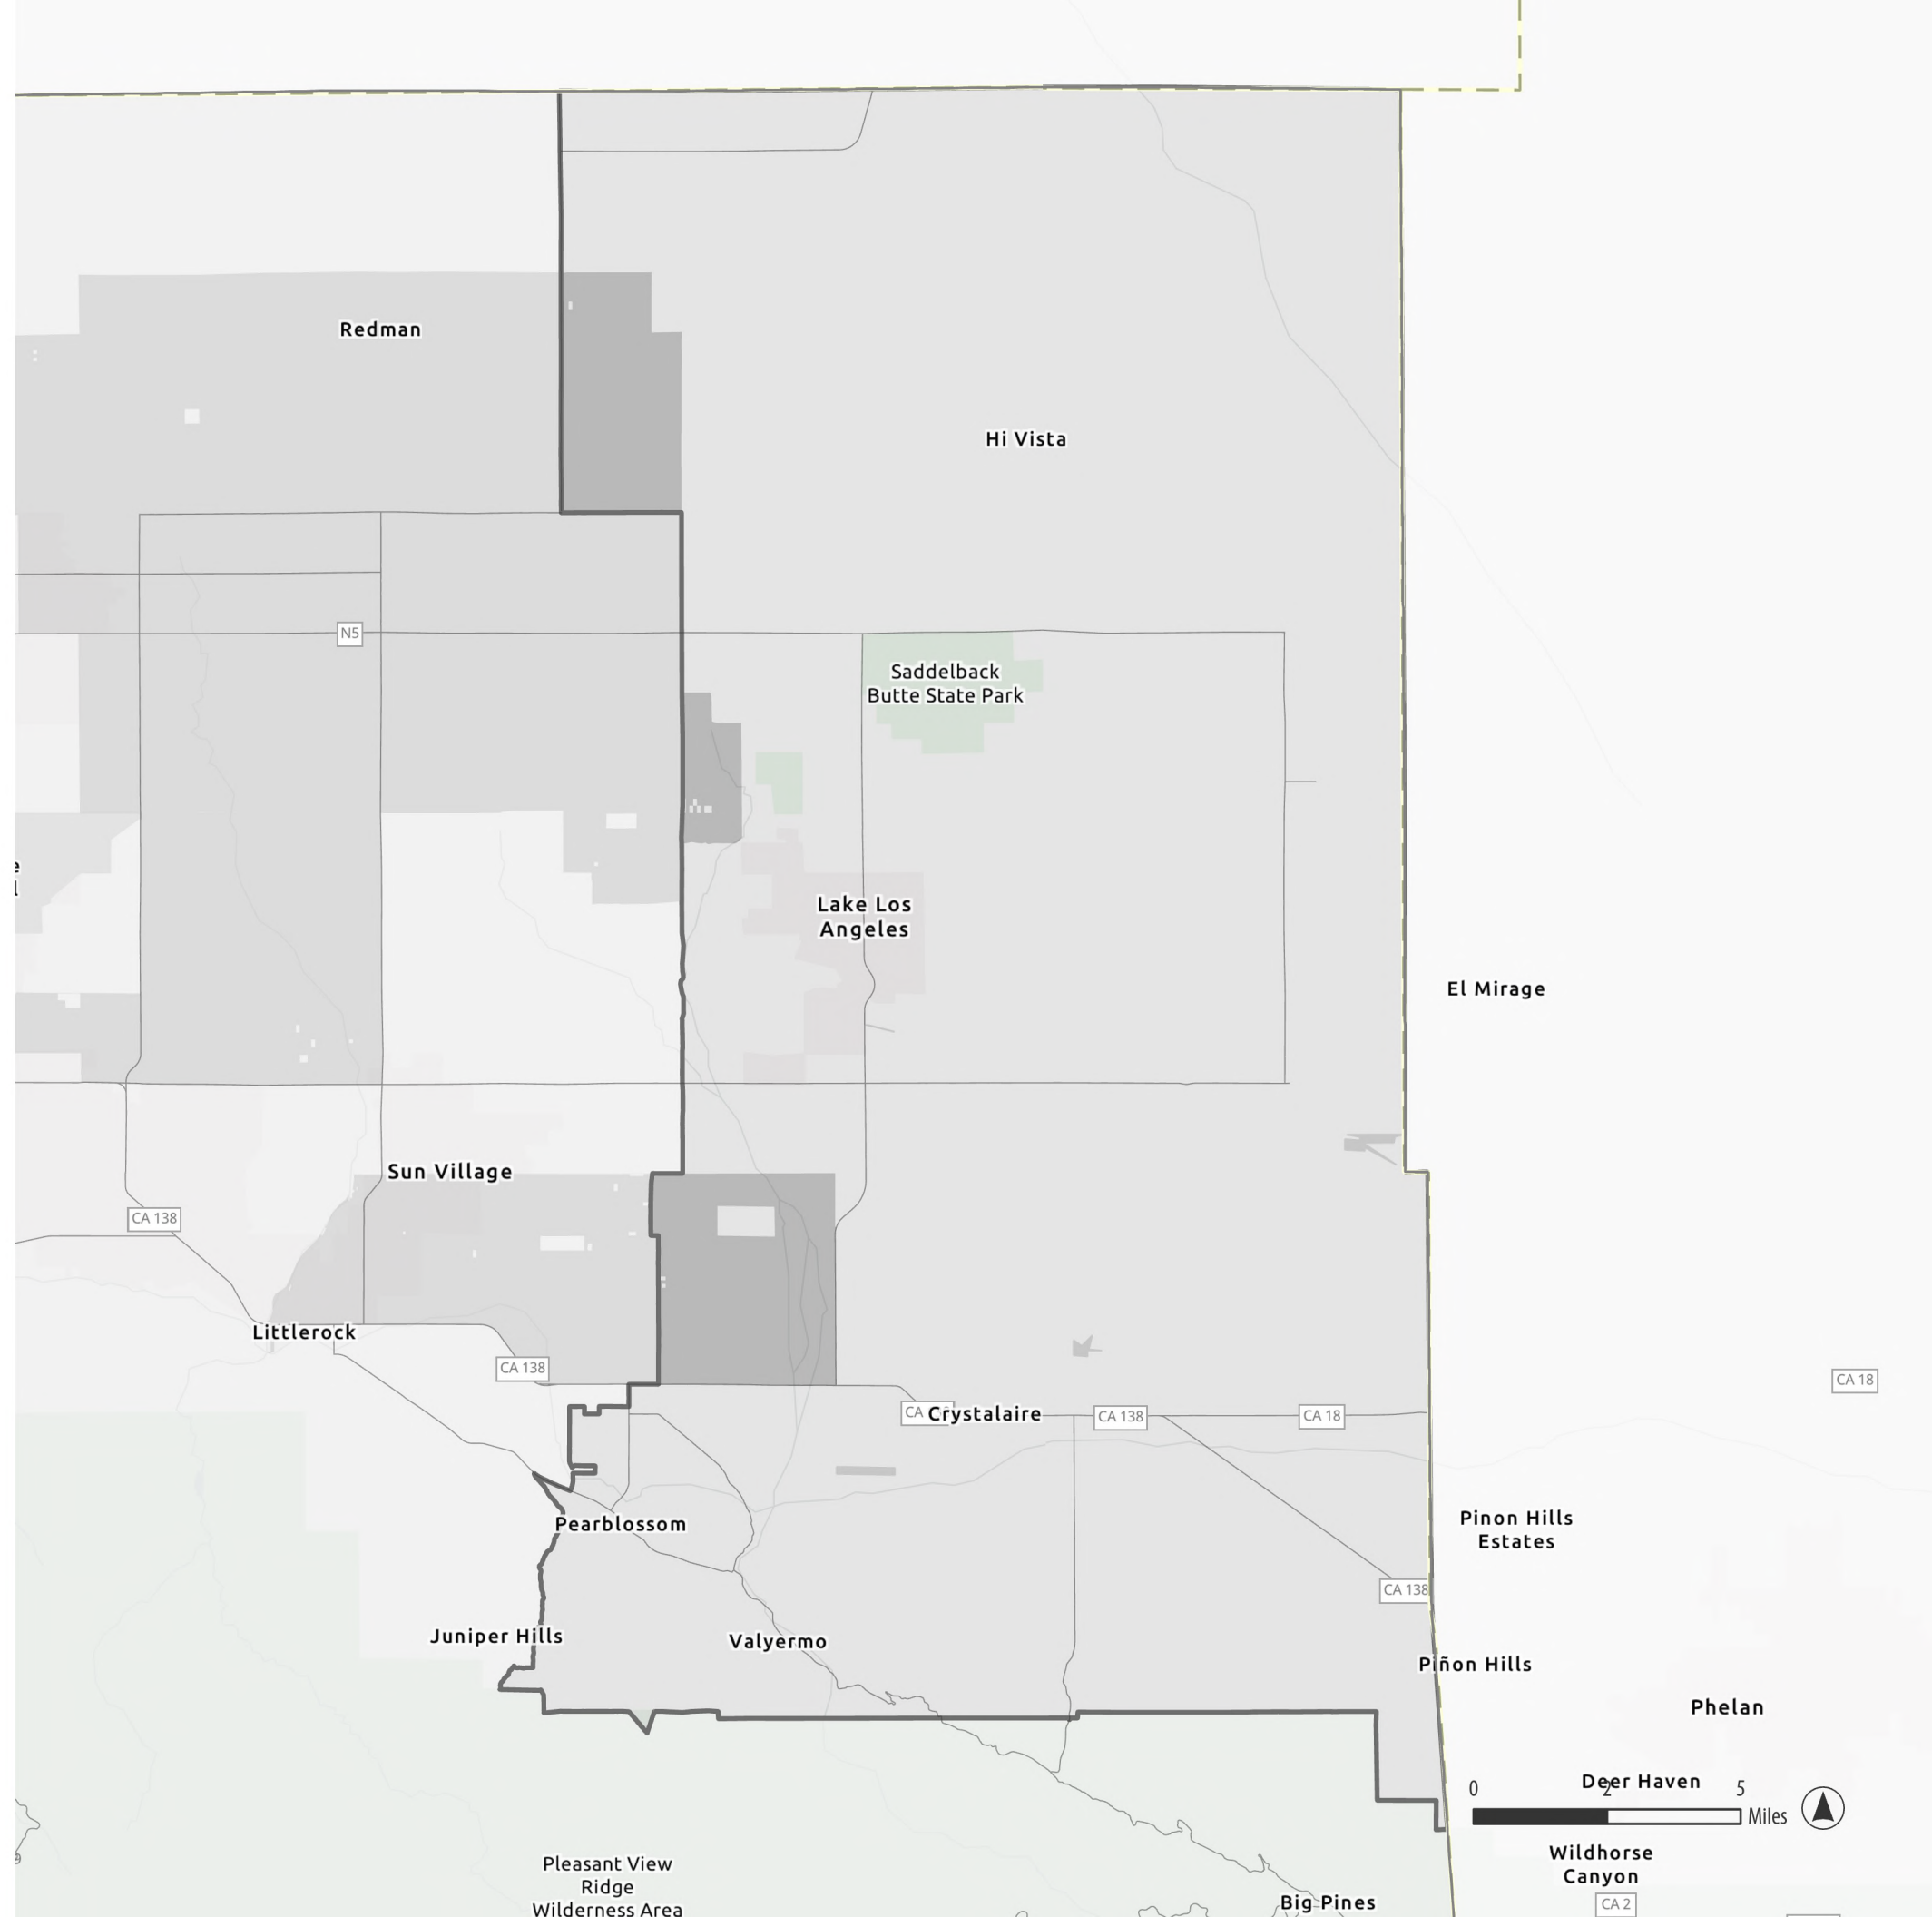 Redman
Hi Vista
N5
Saddelback
Butte State Park
Lake Los
Angeles
El Mirage
Sun Village
CA 138
Littlerock
CA 138
CA 18
CA
Crystalaire
CA 138
CA 18
Pearblossom
Pinon Hills
Estates
CA 138
Juniper Hills
Valyermo
Piñon Hills
Phelan
Deer Haven
0 2 5
Miles
Wildhorse
Canyon
Pleasant View
Ridge
Wilderness Area
Big Pines
CA 2